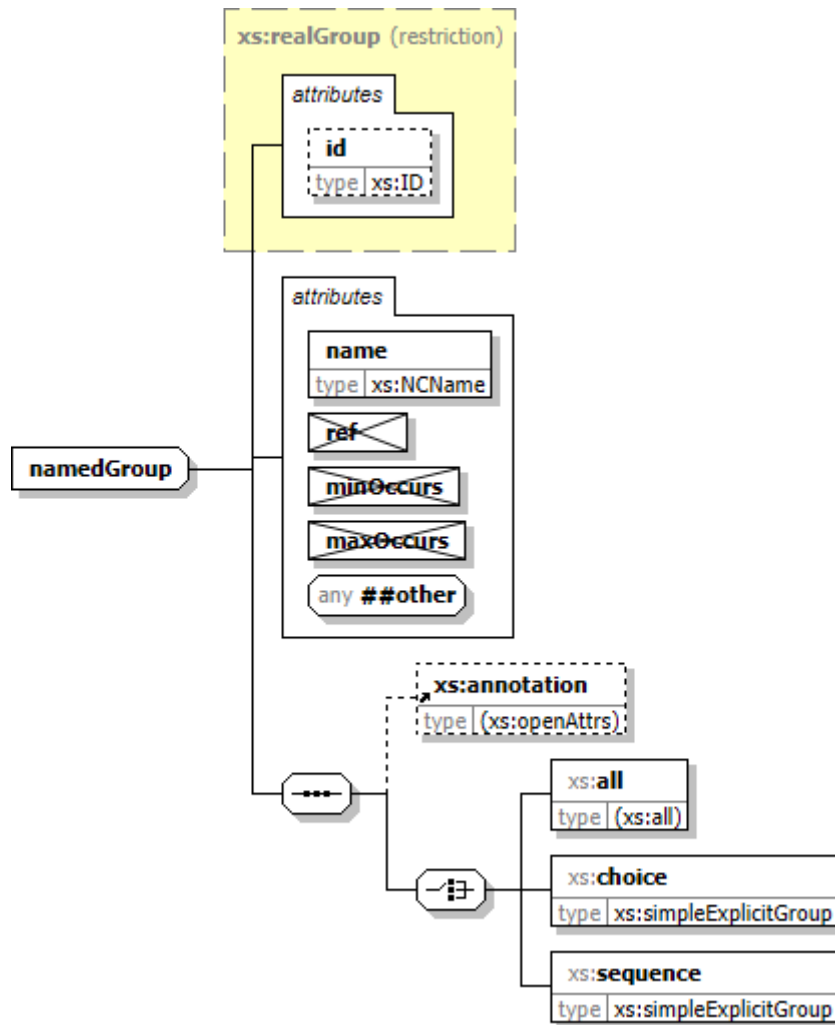 xs:realGroup (restriction)
attributes
id
type xs:ID
attributes
name
type xs:NCName
ref
minOccurs
maxOccurs
any ##other
namedGroup
xs:annotation
type (xs:openAttrs)
xs:all
type (xs:all)
xs:choice
type xs:simpleExplicitGroup
xs:sequence
type xs:simpleExplicitGroup